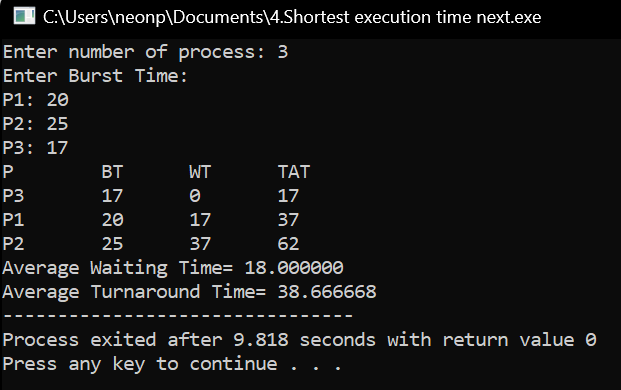 C:\Users\neonp\Documents\4.Shortest execution time next.exe
Enter number of process: 3
Enter Burst Time:
P1: 20
P2: 25
P3: 17
P       BT      WT      TAT
P3      17      0       17
P1      20      17      37
P2      25      37      62
Average Waiting Time= 18.000000
Average Turnaround Time= 38.666668
--------------------------------
Process exited after 9.818 seconds with return value 0
Press any key to continue . . .